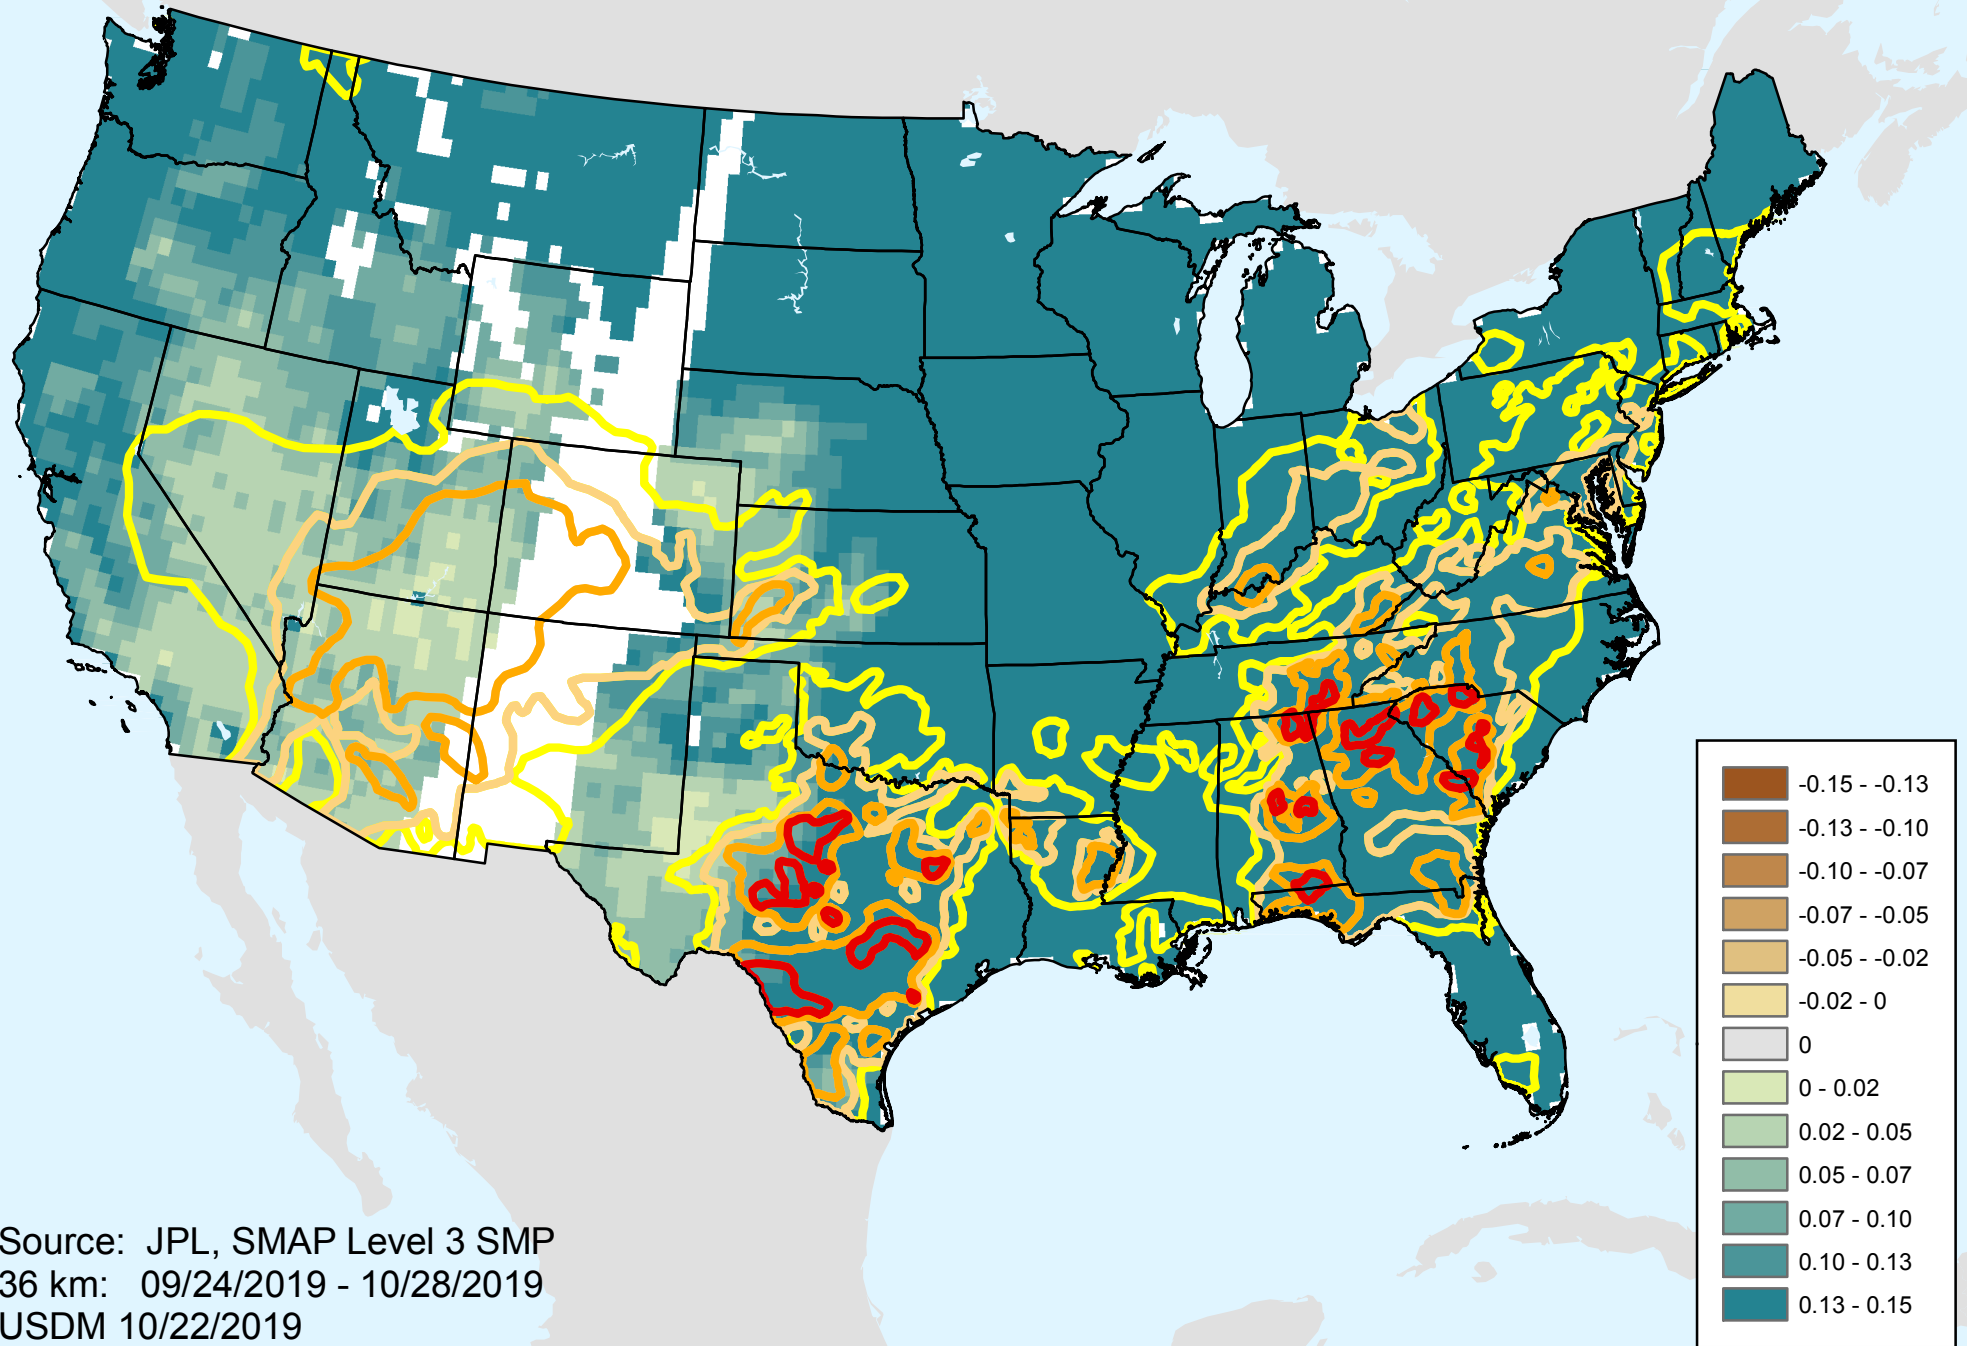 -0.15 - -0.13
-0.13 - -0.10
-0.10 - -0.07
-0.07 - -0.05
-0.05 - -0.02
-0.02 - 0
0
0 - 0.02
0.02 - 0.05
0.05 - 0.07
0.07 - 0.10
0.10 - 0.13
0.13 - 0.15
Source: JPL, SMAP Level 3 SMP
36 km: 09/24/2019 - 10/28/2019
USDM 10/22/2019